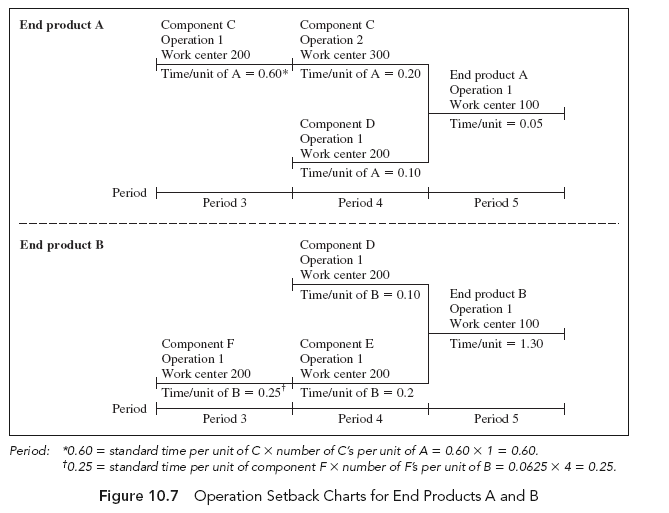 End product A
Component C
Operation 1
Work center 200
Time/unit of A = 0.60*
Component C
Operation 2
Work center 300
Time/unit of A = 0.20
End product A
Operation 1
Work center 100
Time/unit = 0.05
Component D
Operation 1
Work center 200
Time/unit of A = 0.10
Period
Period 3
Period 4
Period 5
End product B
Component D
Operation 1
Work center 200
Time/unit of B = 0.10
End product B
Operation 1
Work center 100
Time/unit = 1.30
Component F
Operation 1
Work center 200
Time/unit of B = 0.25†
Component E
Operation 1
Work center 200
Time/unit of B = 0.2
Period
Period 3
Period 4
Period 5
Period: *0.60 = standard time per unit of C × number of C's per unit of A = 0.60 × 1 = 0.60.
†0.25 = standard time per unit of component F × number of F's per unit of B = 0.0625 × 4 = 0.25.
Figure 10.7 Operation Setback Charts for End Products A and B